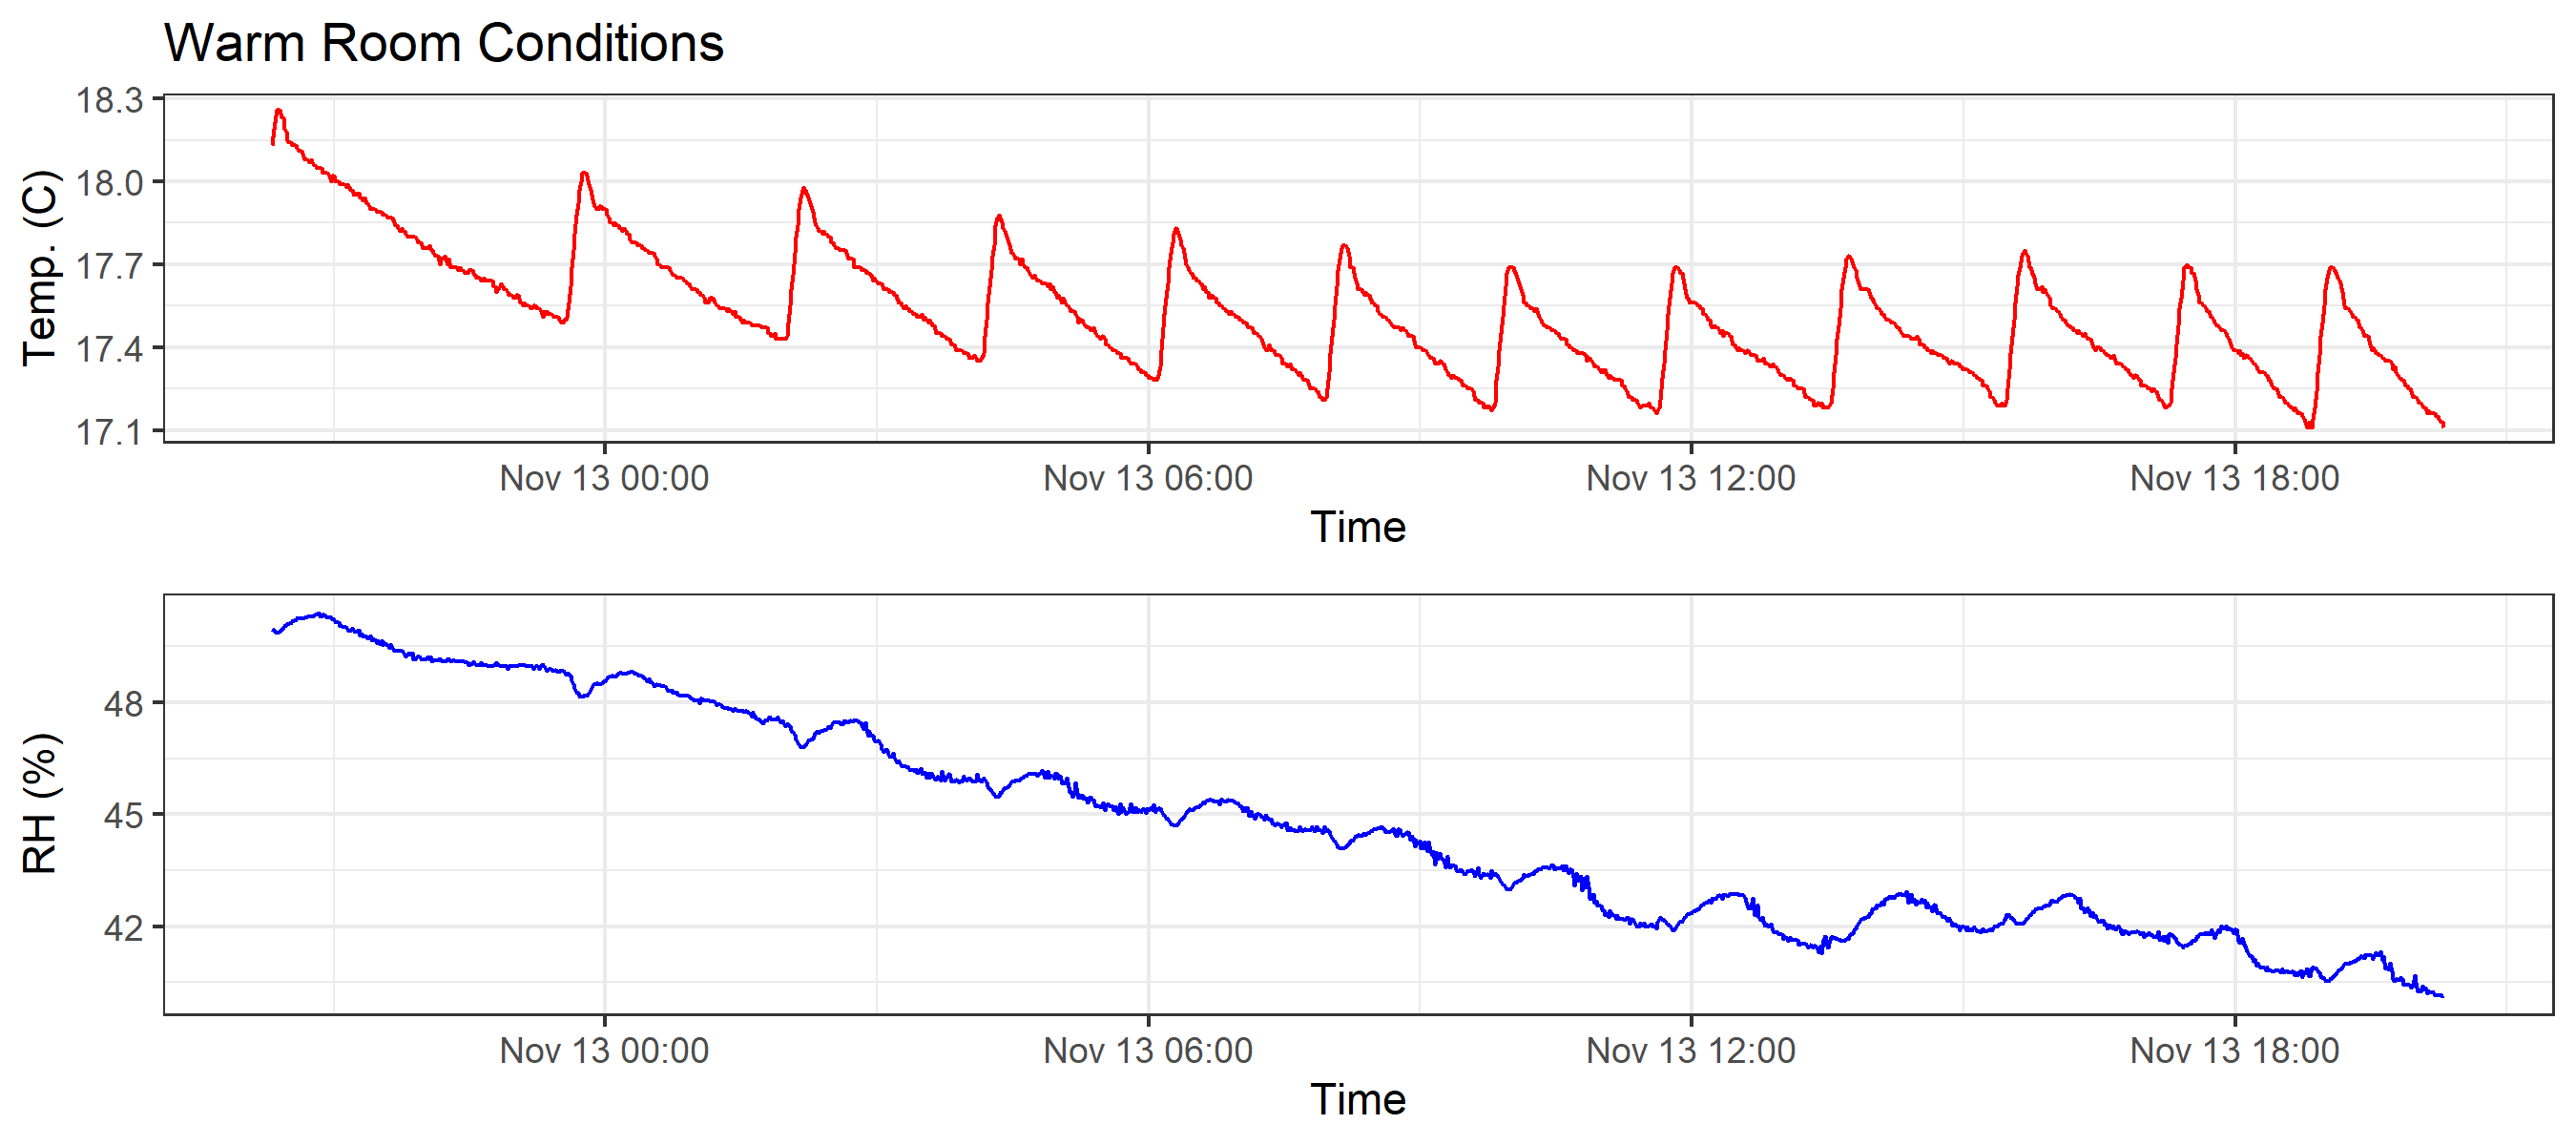 Warm Room Conditions
18.3
18.0
17.7
17.4
17.1
Temp. (C)
Nov 13 00:00 Nov 13 06:00 Nov 13 12:00 Nov 13 18:00
Time
48
45
42
RH (%)
Nov 13 00:00 Nov 13 06:00 Nov 13 12:00 Nov 13 18:00
Time